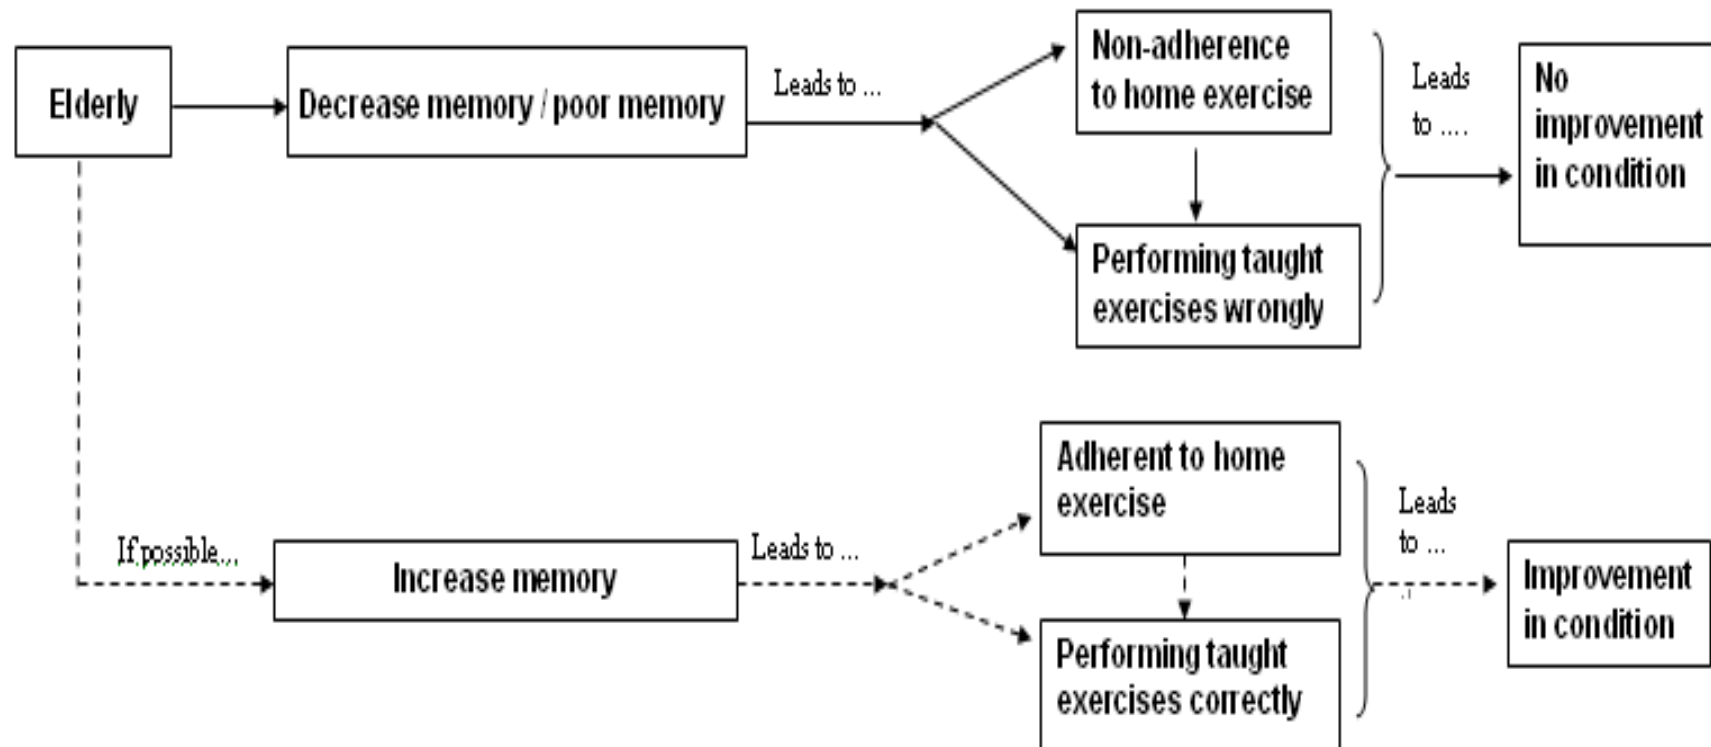 Elderly
Decrease memory / poor memory
Leads to ...
Non-adherence
to home exercise
Performing taught
exercises wrongly
Leads
to ....
No
improvement
in condition
If possible...
Increase memory
Leads to ...
Adherent to home
exercise
Performing taught
exercises correctly
Leads
to ...
Improvement
in condition